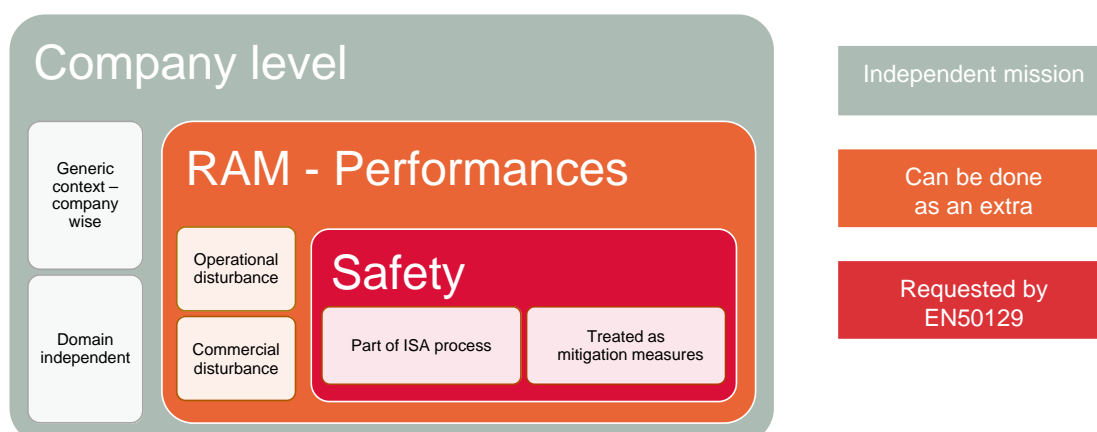 Company level
Generic
context –
company
wise
Domain
independent
RAM - Performances
Operational
disturbance
Commercial
disturbance
Safety
Part of ISA process
Treated as
mitigation measures
Independent mission
Can be done
as an extra
Requested by
EN50129